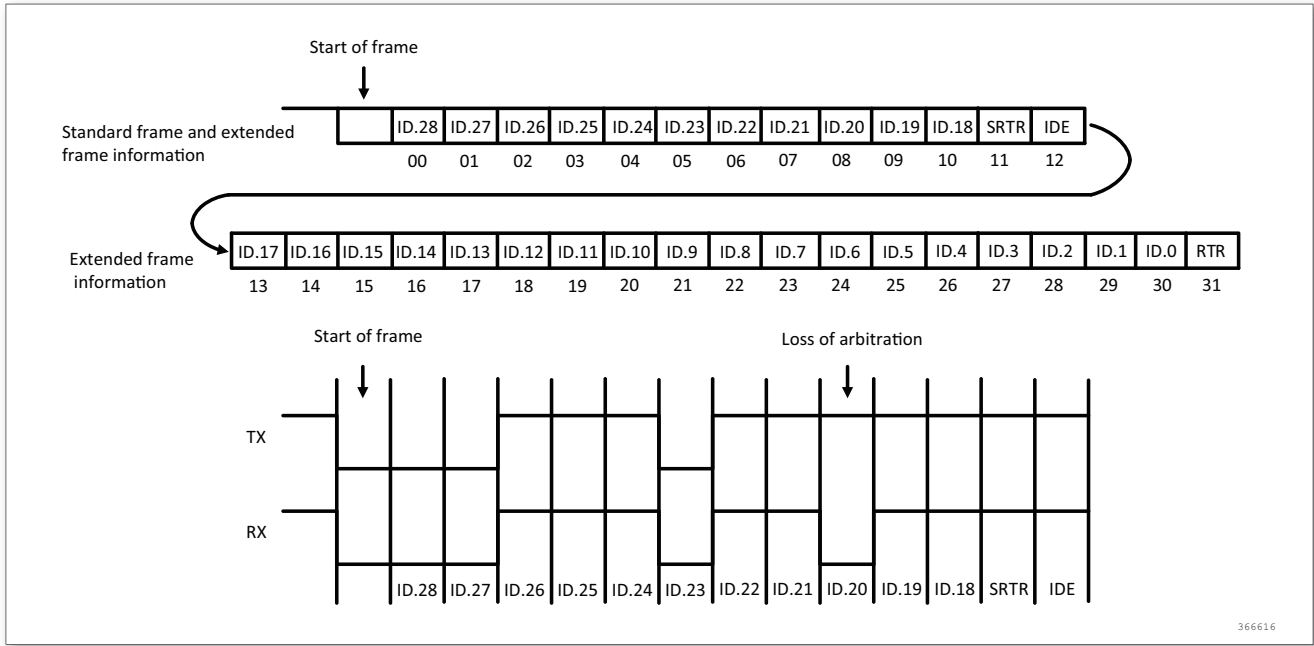 Start of frame
Standard frame and extended
frame information
ID.28 ID.27 ID.26 ID.25 ID.24 ID.23 ID.22 ID.21 ID.20 ID.19 ID.18 SRTR IDE
00 01 02 03 04 05 06 07 08 09 10 11 12
Extended frame
information
ID.17 ID.16 ID.15 ID.14 ID.13 ID.12 ID.11 ID.10 ID.9 ID.8 ID.7 ID.6 ID.5 ID.4 ID.3 ID.2 ID.1 ID.0 RTR
13 14 15 16 17 18 19 20 21 22 23 24 25 26 27 28 29 30 31
Start of frame
Loss of arbitration
TX
RX
ID.28 ID.27 ID.26 ID.25 ID.24 ID.23 ID.22 ID.21 ID.20 ID.19 ID.18 SRTR IDE
366616